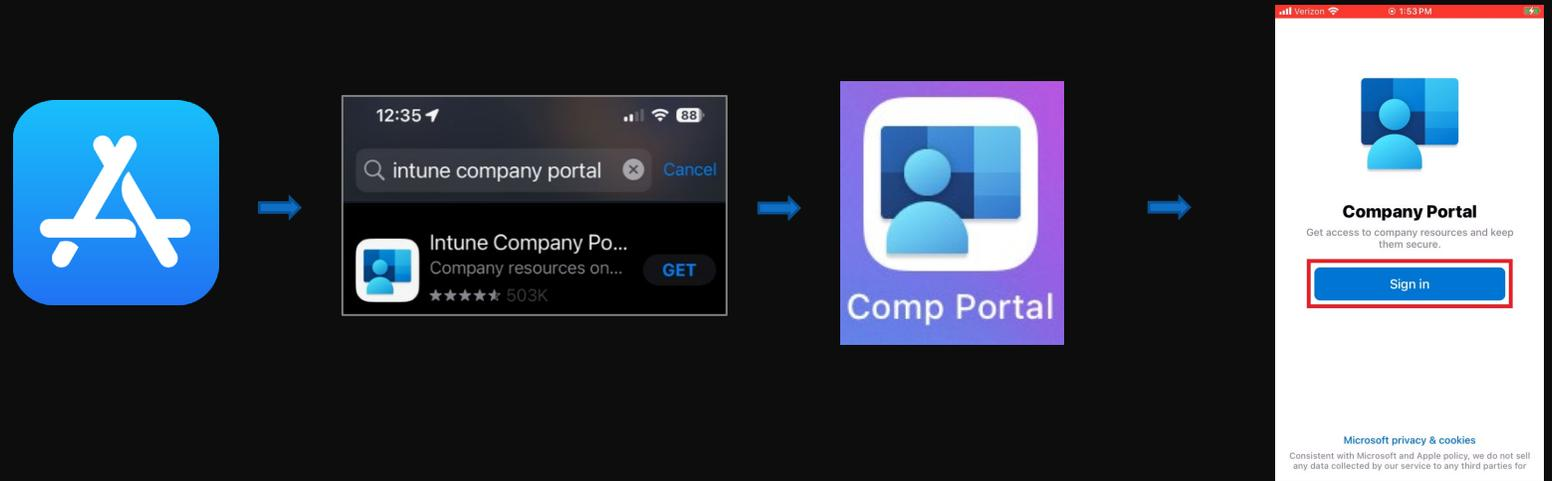 12:35
88
intune company portal
Cancel
Intune Company Po...
Company resources on...
GET
503K
Comp Portal
Verizon
1:53 PM
Company Portal
Get access to company resources and keep
them secure.
Sign in
Microsoft privacy & cookies
Consistent with Microsoft and Apple policy, we do not sell
any data collected by our service to any third parties for